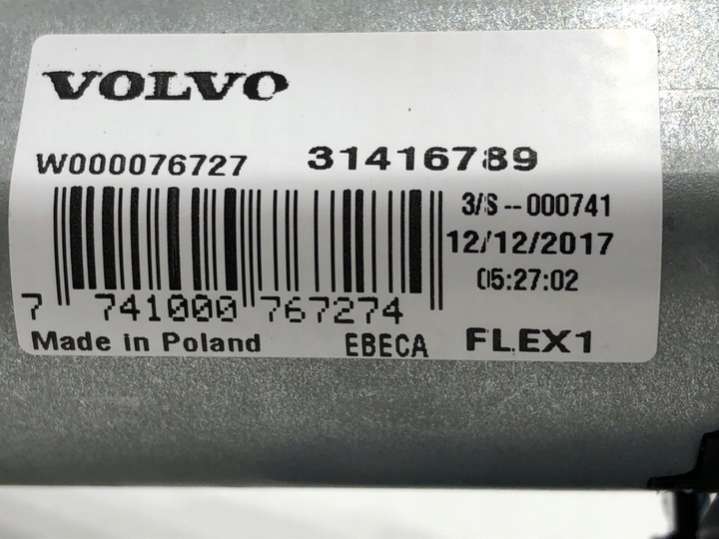 VOLVO
W000076727 31416789
3/S--000741
12/12/2017
05:27:02
7 741000 767274
Made in Poland EBECA FLEX1